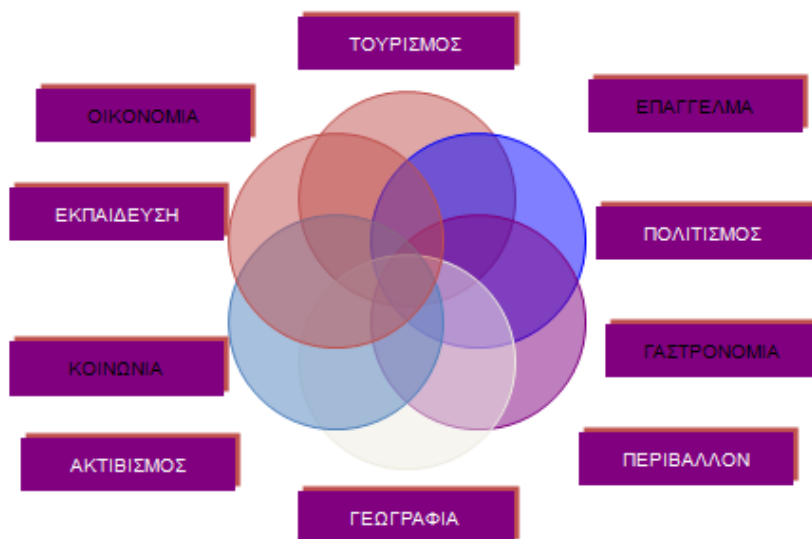 ΤΟΥΡΙΣΜΟΣ
ΟΙΚΟΝΟΜΙΑ
ΕΠΑΓΓΕΛΜΑ
ΕΚΠΑΙΔΕΥΣΗ
ΠΟΛΙΤΙΣΜΟΣ
ΚΟΙΝΩΝΙΑ
ΓΑΣΤΡΟΝΟΜΙΑ
ΑΚΤΙΒΙΣΜΟΣ
ΠΕΡΙΒΑΛΛΟΝ
ΓΕΩΓΡΑΦΙΑ